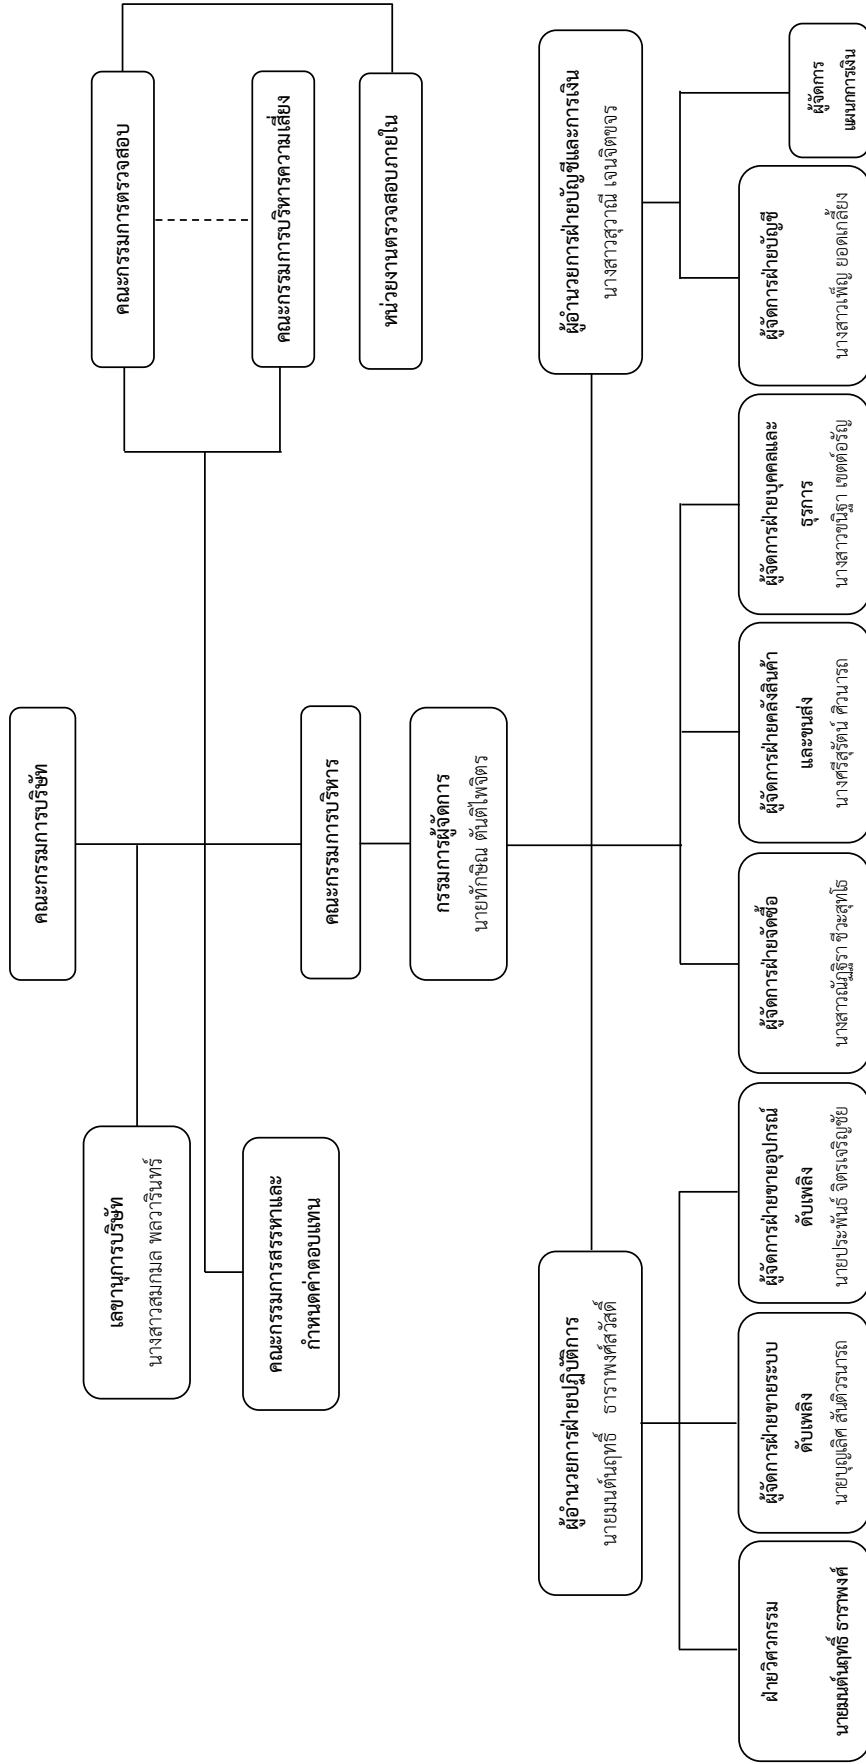 คณะกรรมการบริษัท
เลขานุการบริษัท
นางสาวสมกมล พลวารินทร์
คณะกรรมการตรวจสอบ
คณะกรรมการสรรหาและ
กำหนดค่าตอบแทน
คณะกรรมการบริหารความเสี่ยง
คณะกรรมการบริหาร
หน่วยงานตรวจสอบภายใน
กรรมการผู้จัดการ
นายทักษิณ ตันติไพจิตร
ผู้อำนวยการฝ่ายปฏิบัติการ
นายมนต์นฤทธิ์ ธาราพงศ์สวัสดิ์
ผู้อำนวยการฝ่ายบัญชีและการเงิน
นางสาวสุวาณี เจนจิตขจร
ฝ่ายวิศวกรรม
นายมนต์นฤทธิ์ ธาราพงศ์
ผู้จัดการฝ่ายขายระบบ
ดับเพลิง
นายบุญเลิศ สันติวรนารถ
ผู้จัดการฝ่ายขายอุปกรณ์
ดับเพลิง
นายประพันธ์ จิตรเจริญชัย
ผู้จัดการฝ่ายจัดซื้อ
นางสาวณัฏฐิรา ชีวะสุทโธ
ผู้จัดการฝ่ายคลังสินค้า
และขนส่ง
นางศรีสุรัตน์ ศิวนารถ
ผู้จัดการฝ่ายบุคคลและ
ธุรการ
นางสาวขนิฐา เขตต์อรัญ
ผู้จัดการฝ่ายบัญชี
นางสาวเพ็ญ ยอดเกลี้ยง
ผู้จัดการ
แผนกการเงิน